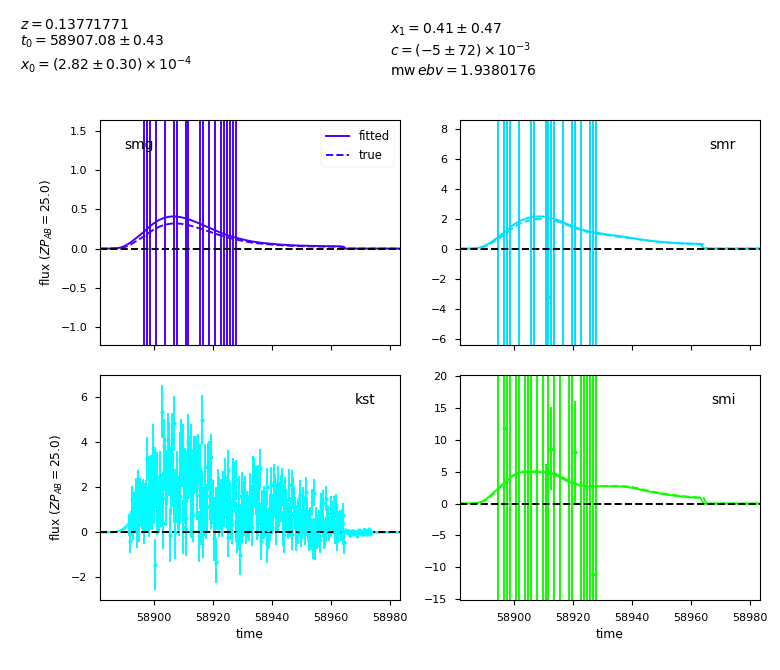 z = 0.13771771
t₀ = 58907.08 ± 0.43
x₀ = (2.82 ± 0.30) × 10⁻⁴
x₁ = 0.41 ± 0.47
c = (−5 ± 72) × 10⁻³
mw ebv = 1.9380176
smg
fitted
true
1.5
1.0
0.5
0.0
−0.5
−1.0
flux (ZP_AB = 25.0)
smr
8
6
4
2
0
−2
−4
−6
kst
6
4
2
0
−2
flux (ZP_AB = 25.0)
58900 58920 58940 58960 58980
time
smi
20
15
10
5
0
−5
−10
−15
58900 58920 58940 58960 58980
time